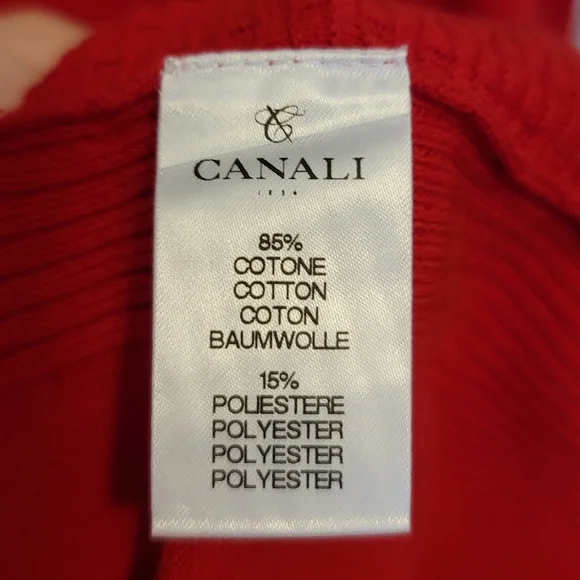 CANALI
1934
85%
COTONE
COTTON
COTON
BAUMWOLLE
15%
POLIESTERE
POLYESTER
POLYESTER
POLYESTER